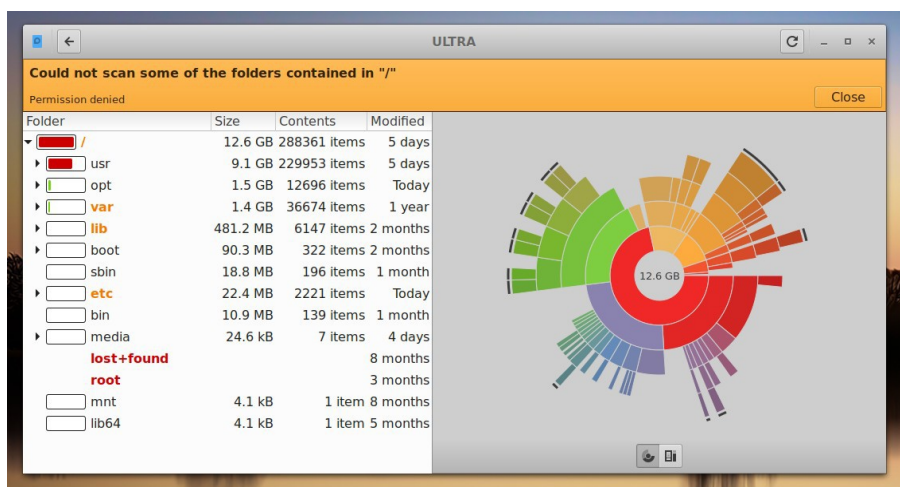 ULTRA
Could not scan some of the folders contained in "/"
Permission denied
Close
Folder Size Contents Modified
/ 12.6 GB 288361 items 5 days
usr 9.1 GB 229953 items 5 days
opt 1.5 GB 12696 items Today
var 1.4 GB 36674 items 1 year
lib 481.2 MB 6147 items 2 months
boot 90.3 MB 322 items 2 months
sbin 18.8 MB 196 items 1 month
etc 22.4 MB 2221 items Today
bin 10.9 MB 139 items 1 month
media 24.6 kB 7 items 4 days
lost+found 8 months
root 3 months
mnt 4.1 kB 1 item 8 months
lib64 4.1 kB 1 item 5 months
12.6 GB